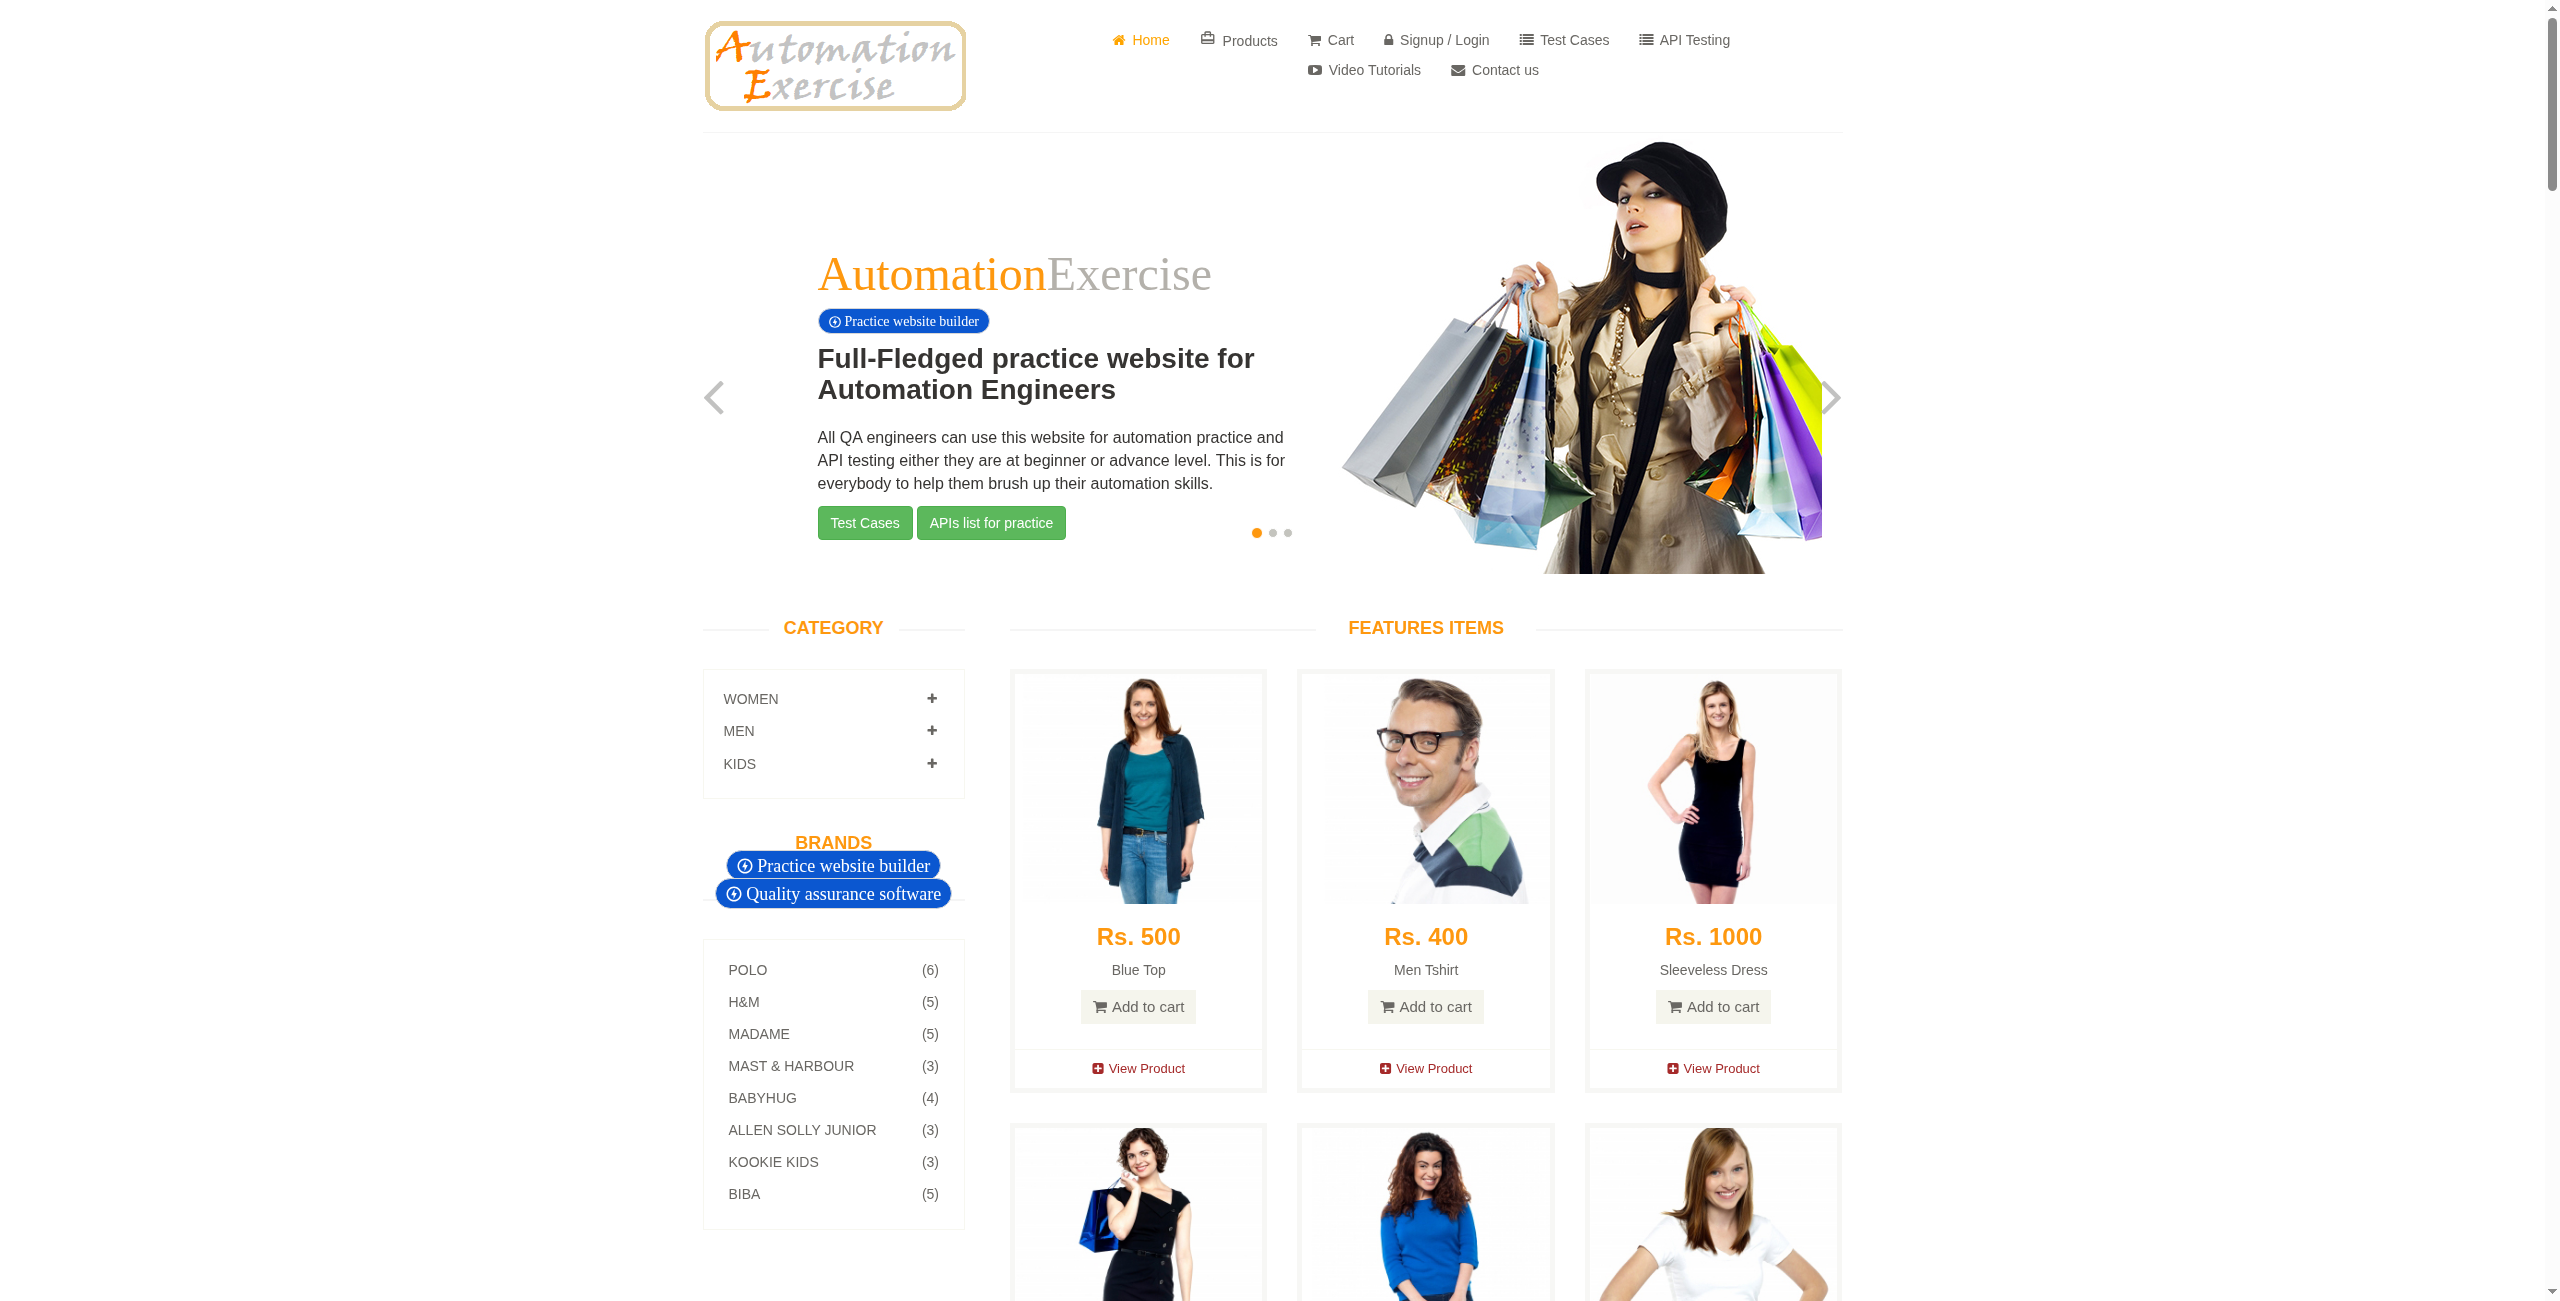 Automation
Exercise
Home
Products
Cart
Signup / Login
Test Cases
API Testing
Video Tutorials
Contact us
AutomationExercise
Practice website builder
Full-Fledged practice website for
Automation Engineers
All QA engineers can use this website for automation practice and
API testing either they are at beginner or advance level. This is for
everybody to help them brush up their automation skills.
Test Cases
APIs list for practice
CATEGORY
WOMEN
MEN
KIDS
BRANDS
Practice website builder
Quality assurance software
POLO (6)
H&M (5)
MADAME (5)
MAST & HARBOUR (3)
BABYHUG (4)
ALLEN SOLLY JUNIOR (3)
KOOKIE KIDS (3)
BIBA (5)
FEATURES ITEMS
Rs. 500
Blue Top
Add to cart
View Product
Rs. 400
Men Tshirt
Add to cart
View Product
Rs. 1000
Sleeveless Dress
Add to cart
View Product